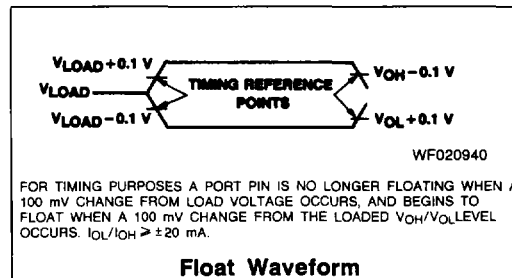 VLOAD+0.1 V
VLOAD
VLOAD−0.1 V
TIMING REFERENCE
POINTS
VOH−0.1 V
VOL+0.1 V
WF020940
FOR TIMING PURPOSES A PORT PIN IS NO LONGER FLOATING WHEN A
100 mV CHANGE FROM LOAD VOLTAGE OCCURS, AND BEGINS TO
FLOAT WHEN A 100 mV CHANGE FROM THE LOADED VOH/VOLLEVEL
OCCURS. IOL/IOH ≥ ±20 mA.
Float Waveform